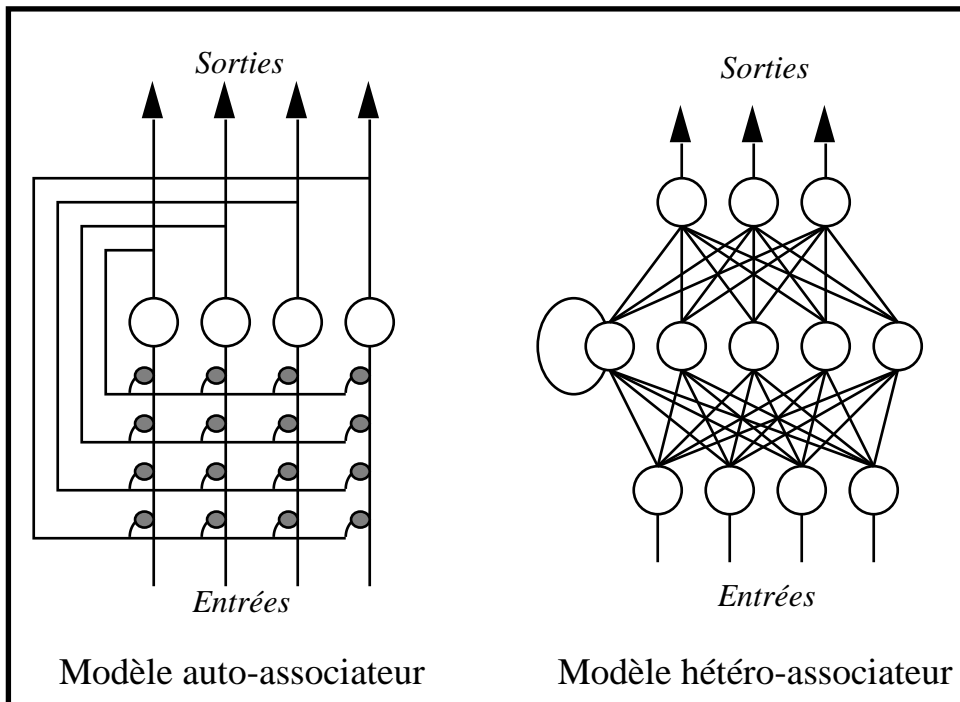 Sorties
Sorties
Entrées
Entrées
Modèle auto-associateur
Modèle hétéro-associateur